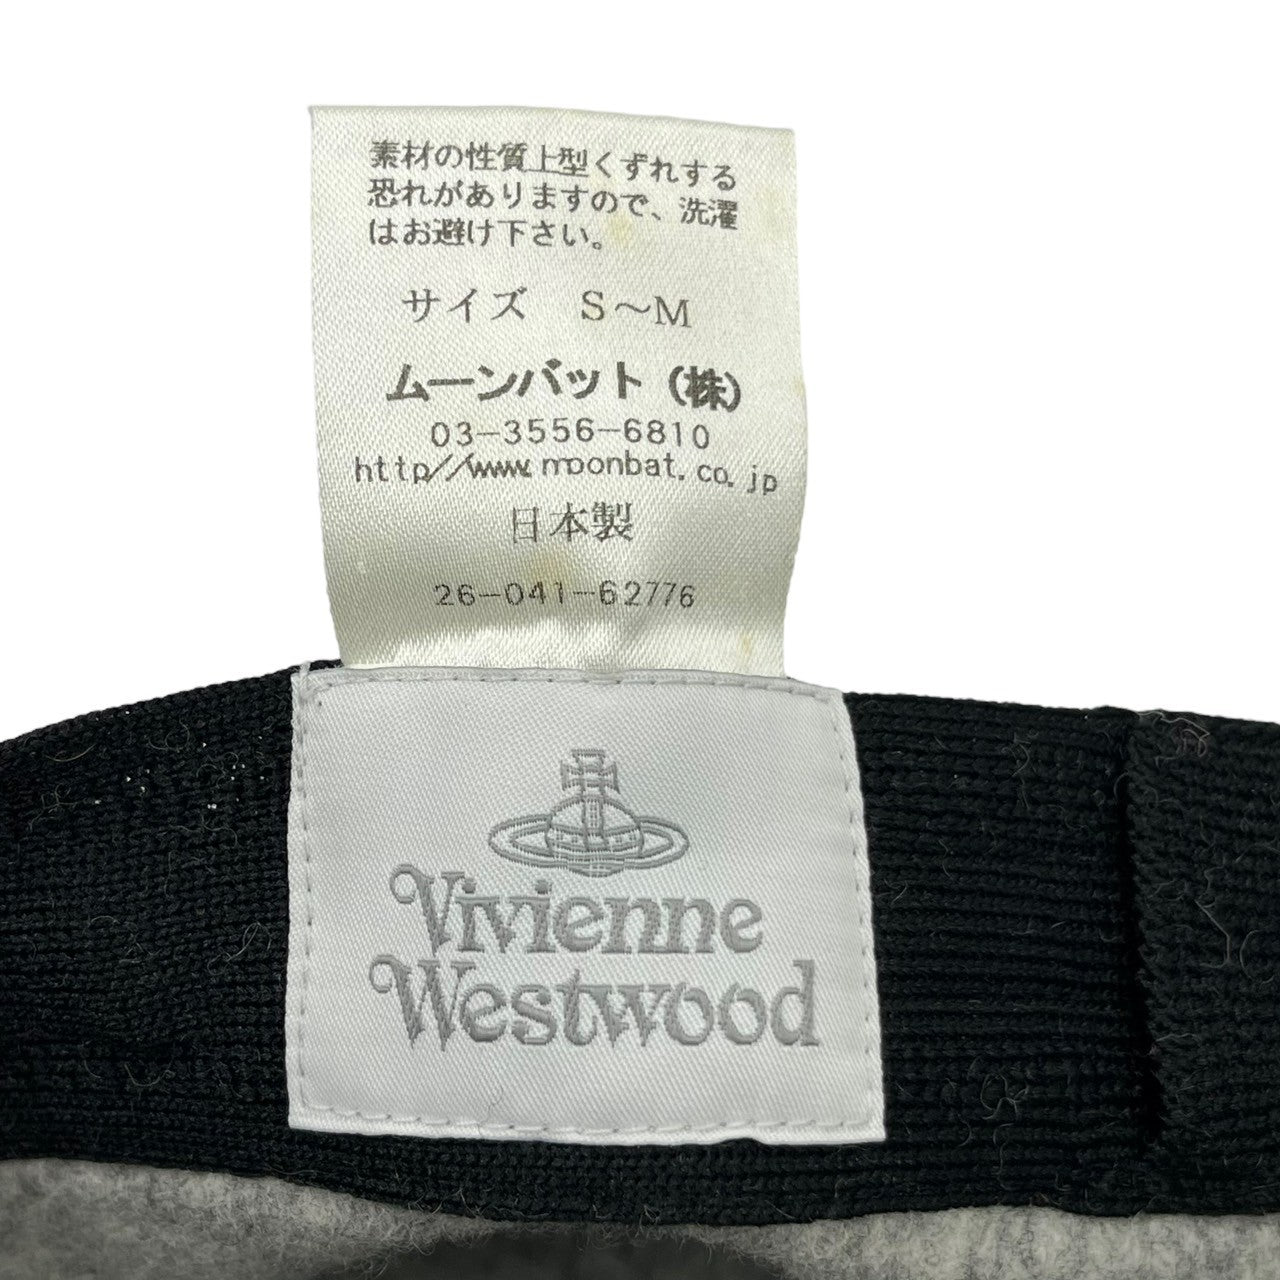 素材の性質上型くずれする
恐れがありますので、洗濯
はお避け下さい。
サイズ　S～M
ムーンバット（株）
03-3556-6810
http//www.moonbat.co.jp
日本製
26-041-62776
Vivienne
Westwood